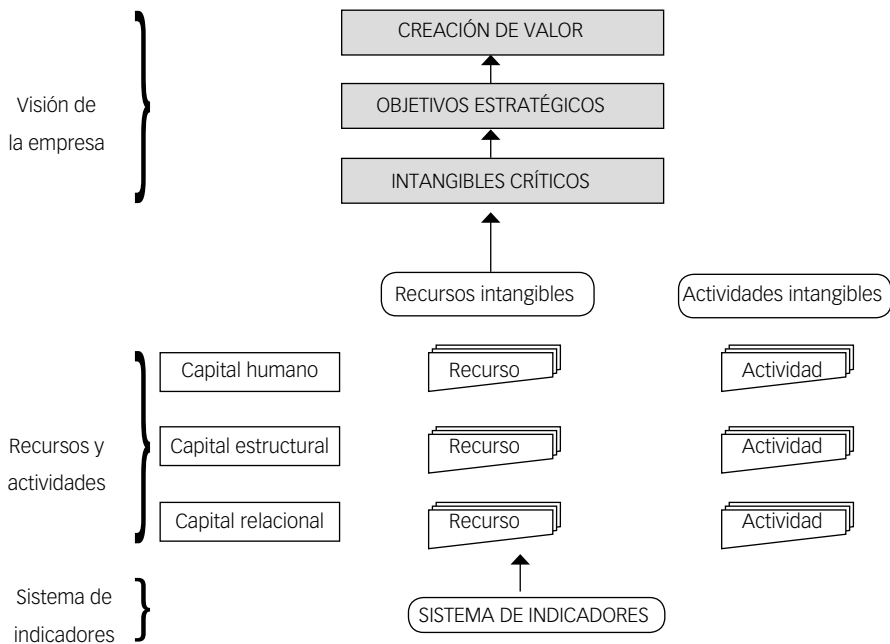 CREACIÓN DE VALOR
Visión de
la empresa
OBJETIVOS ESTRATÉGICOS
INTANGIBLES CRÍTICOS
Recursos intangibles
Actividades intangibles
Recursos y
actividades
Capital humano
Recurso
Actividad
Capital estructural
Recurso
Actividad
Capital relacional
Recurso
Actividad
Sistema de
indicadores
SISTEMA DE INDICADORES